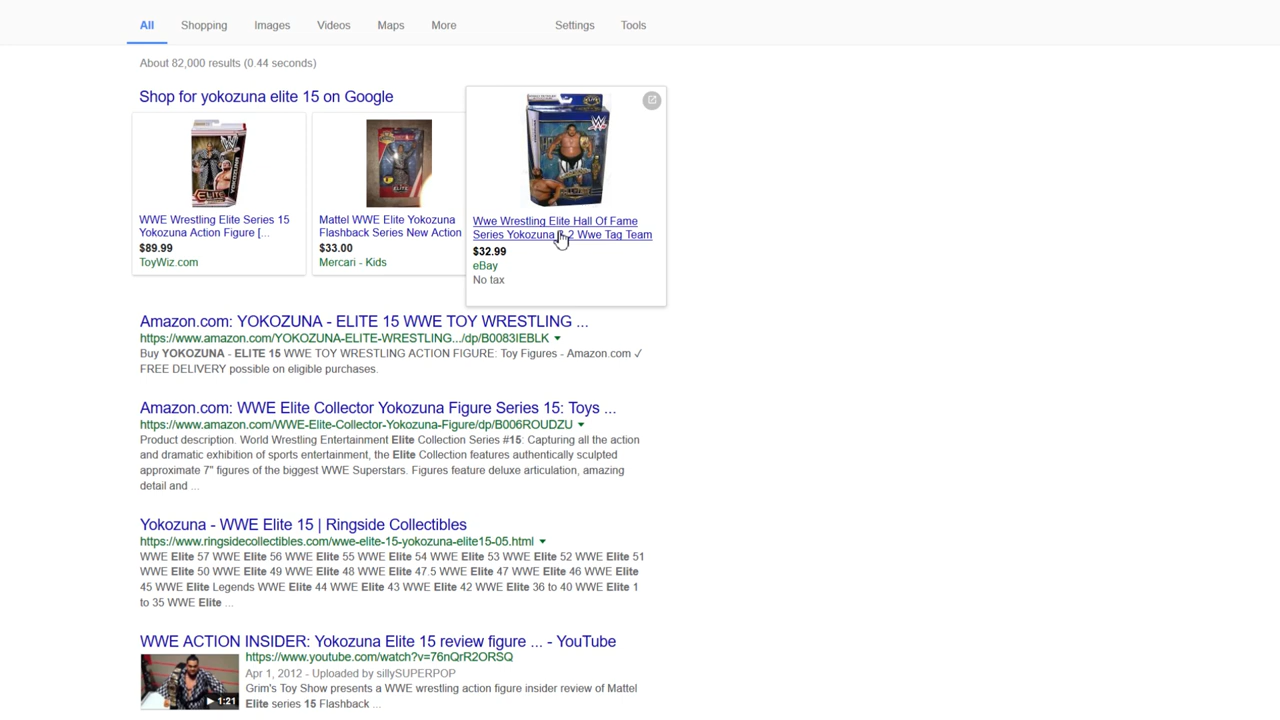 All
Shopping
Images
Videos
Maps
More
Settings
Tools
About 82,000 results (0.44 seconds)
Shop for yokozuna elite 15 on Google
WWE Wrestling Elite Series 15
Yokozuna Action Figure [...
$89.99
ToyWiz.com
Mattel WWE Elite Yokozuna
Flashback Series New Action
$33.00
Mercari - Kids
Wwe Wrestling Elite Hall Of Fame
Series Yokozuna 2 Wwe Tag Team
$32.99
eBay
No tax
Amazon.com: YOKOZUNA - ELITE 15 WWE TOY WRESTLING ...
https://www.amazon.com/YOKOZUNA-ELITE-WRESTLING.../dp/B0083IEBLK
Buy YOKOZUNA - ELITE 15 WWE TOY WRESTLING ACTION FIGURE: Toy Figures - Amazon.com ✓
FREE DELIVERY possible on eligible purchases.
Amazon.com: WWE Elite Collector Yokozuna Figure Series 15: Toys ...
https://www.amazon.com/WWE-Elite-Collector-Yokozuna-Figure/dp/B006ROUDZU
Product description. World Wrestling Entertainment Elite Collection Series #15: Capturing all the action
and dramatic exhibition of sports entertainment, the Elite Collection features authentically sculpted
approximate 7" figures of the biggest WWE Superstars. Figures feature deluxe articulation, amazing
detail and ...
Yokozuna - WWE Elite 15 | Ringside Collectibles
https://www.ringsidecollectibles.com/wwe-elite-15-yokozuna-elite15-05.html
WWE Elite 57 WWE Elite 56 WWE Elite 55 WWE Elite 54 WWE Elite 53 WWE Elite 52 WWE Elite 51
WWE Elite 50 WWE Elite 49 WWE Elite 48 WWE Elite 47.5 WWE Elite 47 WWE Elite 46 WWE Elite
45 WWE Elite Legends WWE Elite 44 WWE Elite 43 WWE Elite 42 WWE Elite 36 to 40 WWE Elite 1
to 35 WWE Elite ...
WWE ACTION INSIDER: Yokozuna Elite 15 review figure ... - YouTube
https://www.youtube.com/watch?v=76nQrR2ORSQ
Apr 1, 2012 - Uploaded by sillySUPERPOP
Grim's Toy Show presents a WWE wrestling action figure insider review of Mattel
1:21
Elite series 15 Flashback ...